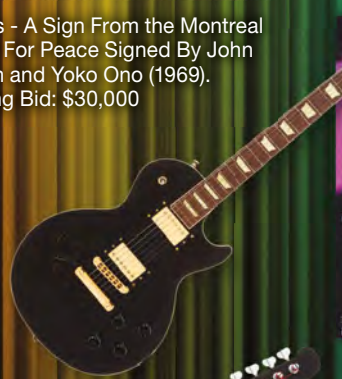 s - A Sign From the Montreal
For Peace Signed By John
and Yoko Ono (1969).
g Bid: $30,000